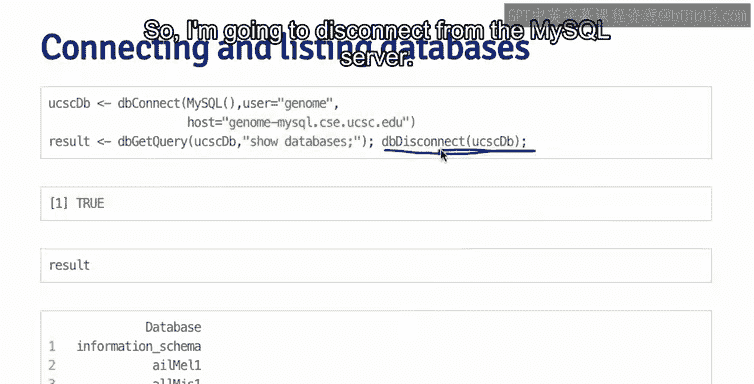 So, I'm going to disconnect from the MySQL
server.
Connecting and listing databases
ucscDb <- dbConnect(MySQL(),user="genome",
host="genome-mysql.cse.ucsc.edu")
result <- dbGetQuery(ucscDb,"show databases;"); dbDisconnect(ucscDb);
[1] TRUE
result
Database
1 information_schema
2 ailMel1